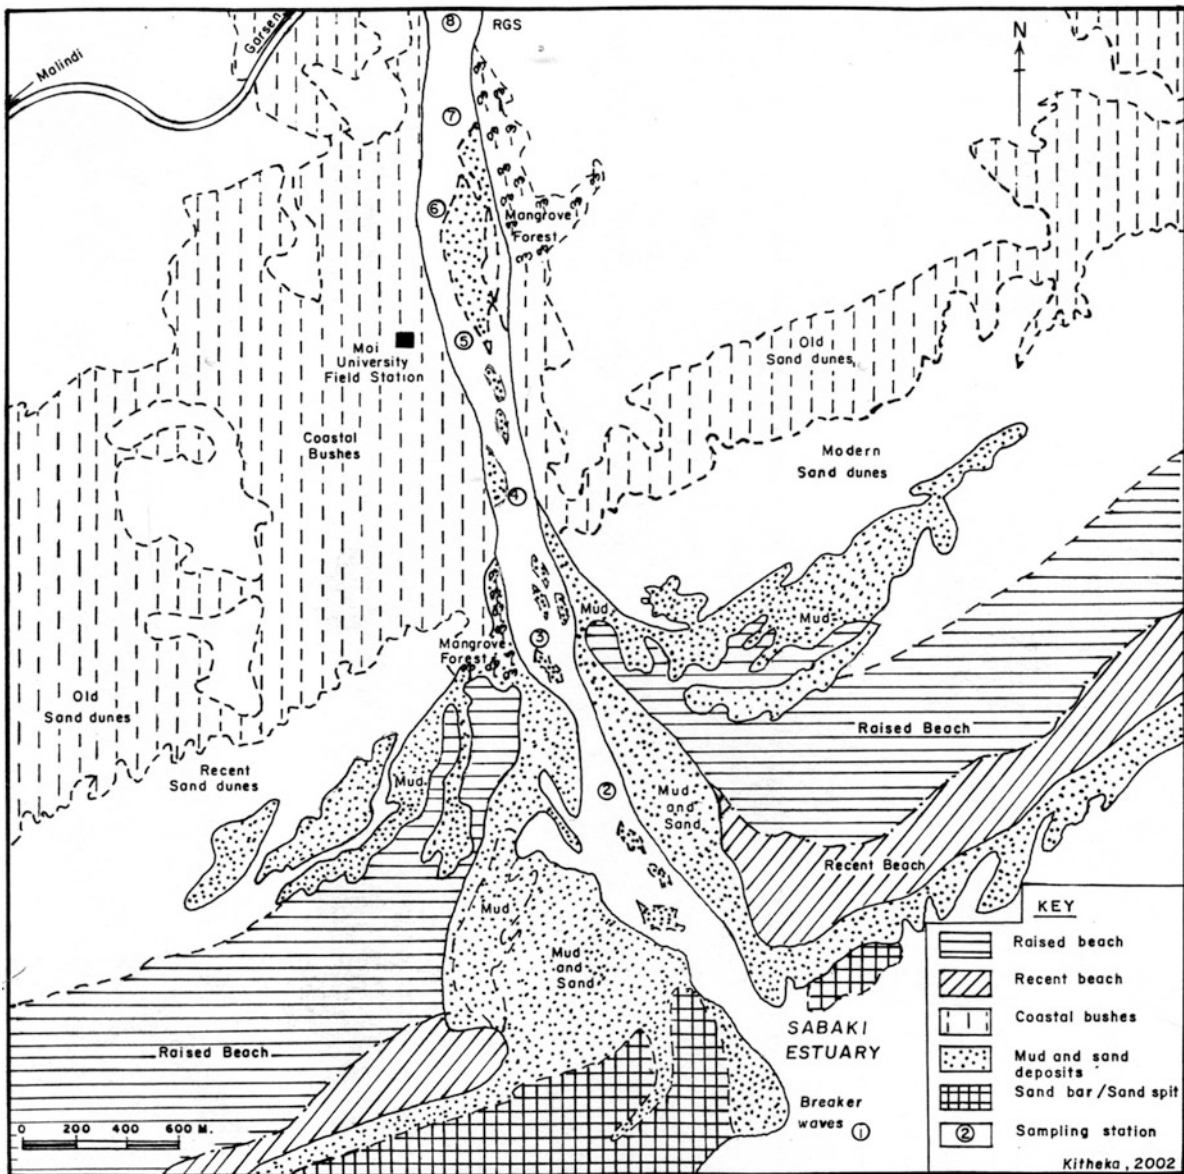 8
RGS
N
Garsen
Malindi
7
6
Mangrove
Forest
5
Moi
University
Field Station
Old
Sand dunes
Coastal
Bushes
Modern
Sand dunes
4
Mud
Mud
3
Mangrove
Forest
Old
Sand dunes
Raised Beach
Recent
Sand dunes
Mud
2
Mud
and
Sand
Recent Beach
Mud
Mud
and
Sand
KEY
Raised beach
Recent beach
Coastal bushes
Mud and sand
deposits
Sand bar/Sand spit
2 Sampling station
SABAKI
ESTUARY
Raised Beach
Breaker
waves 1
0 200 400 600 M.
Kitheka, 2002